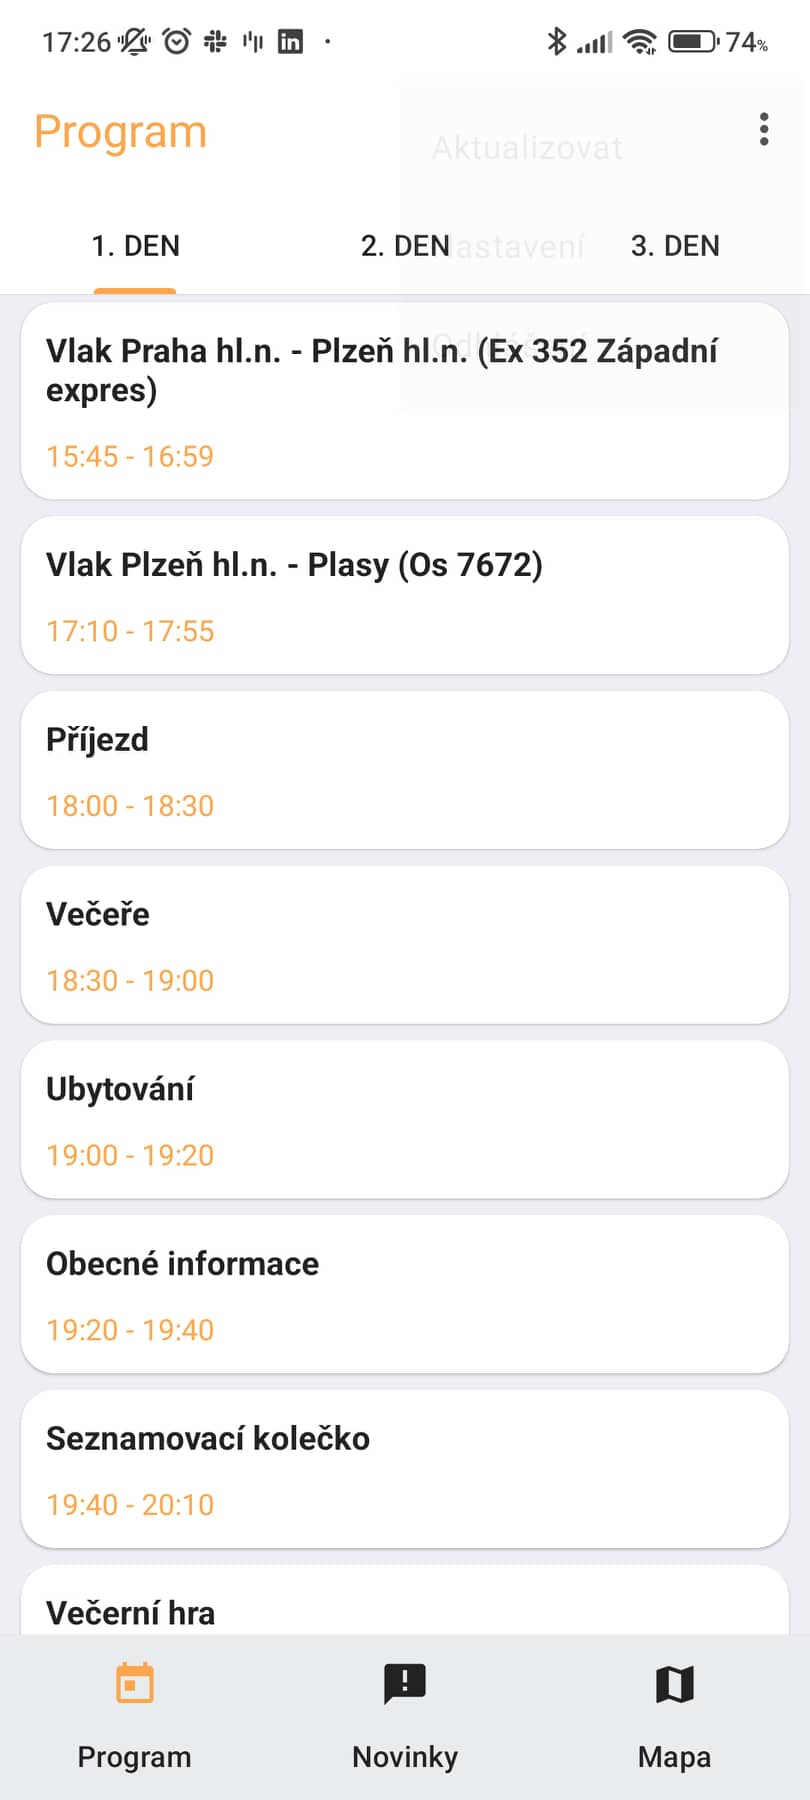 17:26
74%
Program
Aktualizovat
1. DEN
2. DEN
Nastavení
3. DEN
Vlak Praha hl.n. - Plzeň hl.n. (Ex 352 Západní
expres)
15:45 - 16:59
Vlak Plzeň hl.n. - Plasy (Os 7672)
17:10 - 17:55
Příjezd
18:00 - 18:30
Večeře
18:30 - 19:00
Ubytování
19:00 - 19:20
Obecné informace
19:20 - 19:40
Seznamovací kolečko
19:40 - 20:10
Večerní hra
Program
Novinky
Mapa